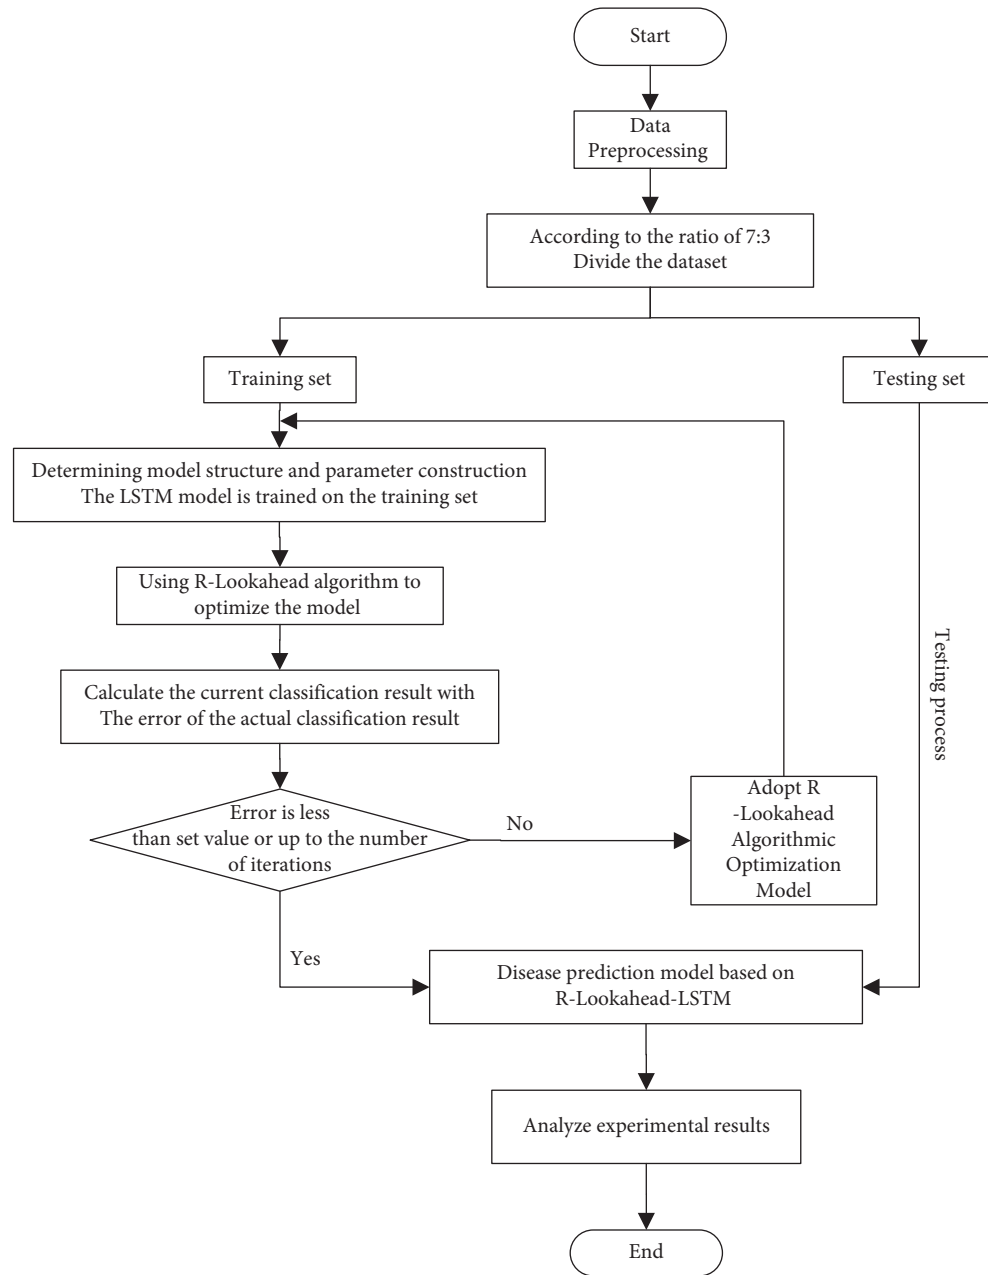 Start
Data
Preprocessing
According to the ratio of 7:3
Divide the dataset
Training set
Testing set
Determining model structure and parameter construction
The LSTM model is trained on the training set
Using R-Lookahead algorithm to
optimize the model
Calculate the current classification result with
The error of the actual classification result
Testing process
Error is less
than set value or up to the number
of iterations
No
Adopt R
-Lookahead
Algorithmic
Optimization
Model
Yes
Disease prediction model based on
R-Lookahead-LSTM
Analyze experimental results
End